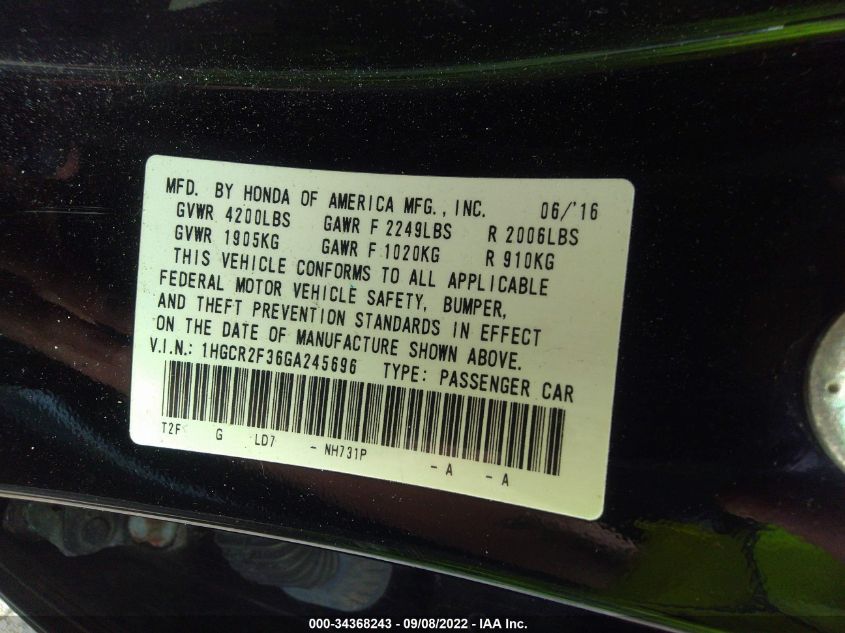 MFD. BY HONDA OF AMERICA MFG., INC. 06/'16
GVWR 4200LBS GAWR F 2249LBS R 2006LBS
GVWR 1905KG GAWR F 1020KG R 910KG
THIS VEHICLE CONFORMS TO ALL APPLICABLE
FEDERAL MOTOR VEHICLE SAFETY, BUMPER,
AND THEFT PREVENTION STANDARDS IN EFFECT
ON THE DATE OF MANUFACTURE SHOWN ABOVE.
V.I.N.: 1HGCR2F36GA245696 TYPE: PASSENGER CAR
T2F G LD7 - NH731P - A - A
000-34368243 - 09/08/2022 - IAA Inc.